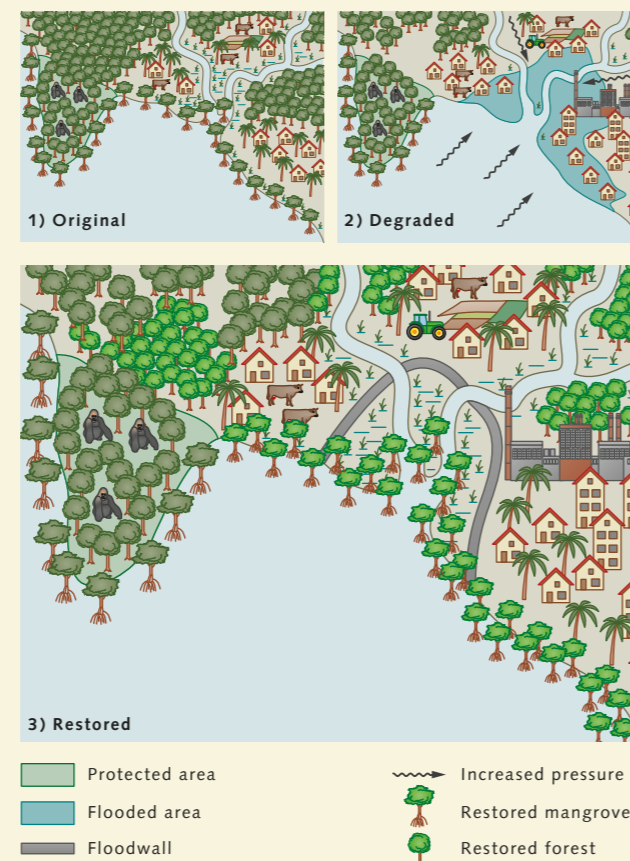 1) Original
2) Degraded
3) Restored
Protected area
Flooded area
Floodwall
Increased pressure
Restored mangrove
Restored forest